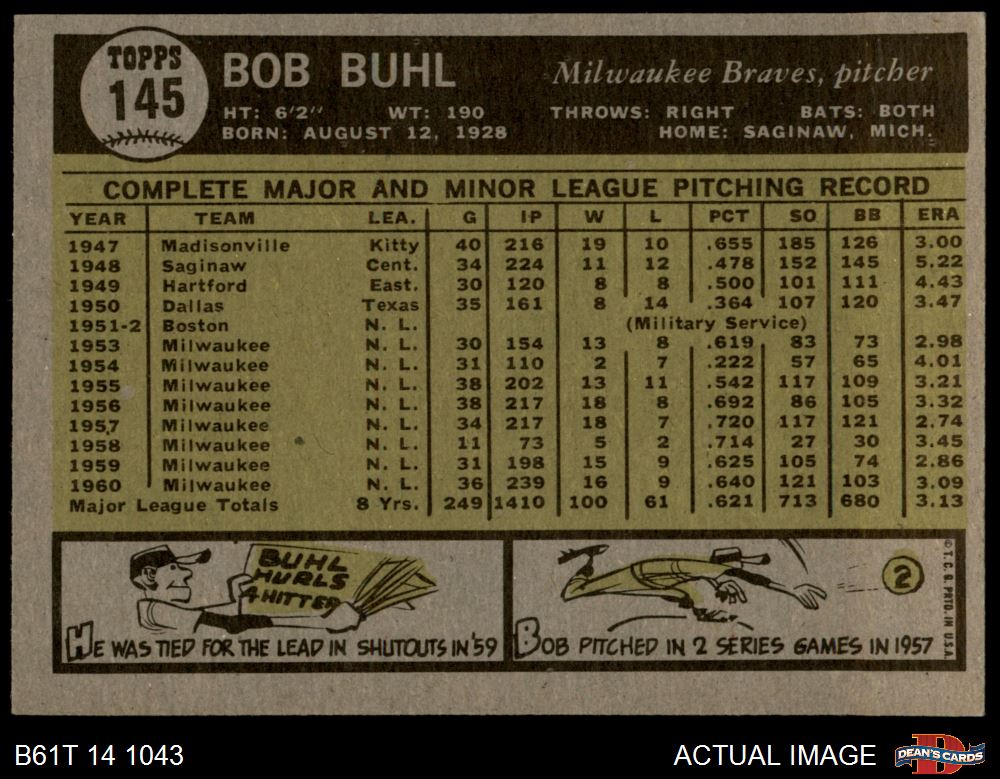 TOPPS
145
BOB BUHL
Milwaukee Braves, pitcher
HT: 6'2" WT: 190 THROWS: RIGHT BATS: BOTH
BORN: AUGUST 12, 1928 HOME: SAGINAW, MICH.
COMPLETE MAJOR AND MINOR LEAGUE PITCHING RECORD
YEAR TEAM LEA. G IP W L PCT SO BB ERA
1947 Madisonville Kitty 40 216 19 10 .655 185 126 3.00
1948 Saginaw Cent. 34 224 11 12 .478 152 145 5.22
1949 Hartford East. 30 120 8 8 .500 101 111 4.43
1950 Dallas Texas 35 161 8 14 .364 107 120 3.47
1951-2 Boston N. L. (Military Service)
1953 Milwaukee N. L. 30 154 13 8 .619 83 73 2.98
1954 Milwaukee N. L. 31 110 2 7 .222 57 65 4.01
1955 Milwaukee N. L. 38 202 13 11 .542 117 109 3.21
1956 Milwaukee N. L. 38 217 18 8 .692 86 105 3.32
1957 Milwaukee N. L. 34 217 18 7 .720 117 121 2.74
1958 Milwaukee N. L. 11 73 5 2 .714 27 30 3.45
1959 Milwaukee N. L. 31 198 15 9 .625 105 74 2.86
1960 Milwaukee N. L. 36 239 16 9 .640 121 103 3.09
Major League Totals 8 Yrs. 249 1410 100 61 .621 713 680 3.13
BUHL
HURLS
4 HITTER
HE WAS TIED FOR THE LEAD IN SHUTOUTS IN '59
2
BOB PITCHED IN 2 SERIES GAMES IN 1957
© T. C. G. PRTD. IN U.S.A.
B61T 14 1043
ACTUAL IMAGE
DEAN'S CARDS